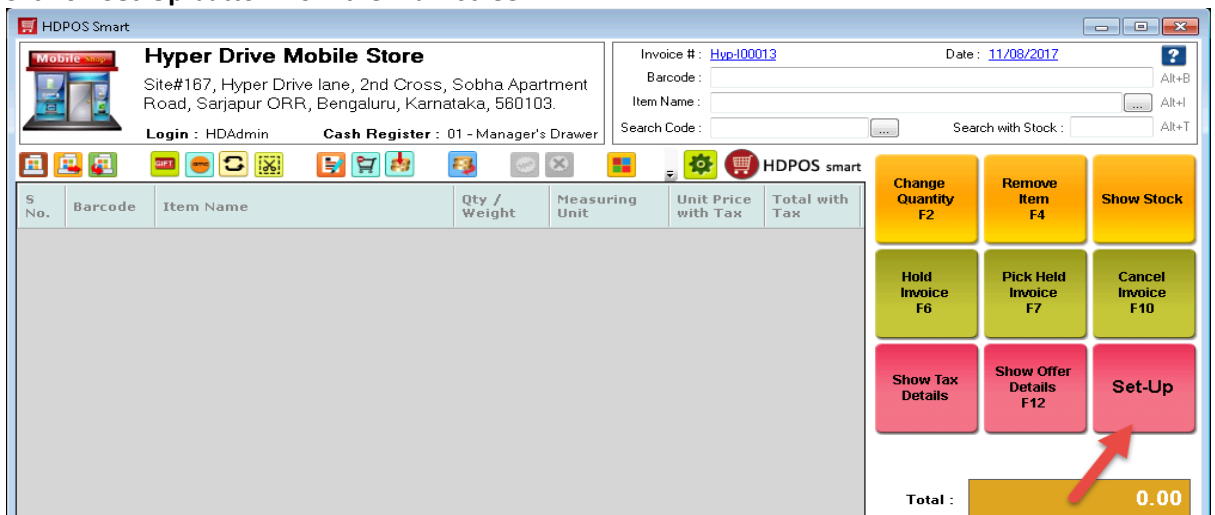 HDPOS Smart
Mobile Shop
Hyper Drive Mobile Store
Site#167, Hyper Drive lane, 2nd Cross, Sobha Apartment
Road, Sarjapur ORR, Bengaluru, Karnataka, 560103.
Login : HDAdmin Cash Register : 01 - Manager's Drawer
Invoice # : Hyp-I00013 Date : 11/08/2017 ?
Barcode : Alt+B
Item Name : ... Alt+I
Search Code : ... Search with Stock : Alt+T
GIFT
HDPOS smart
S No. Barcode Item Name Qty / Weight Measuring Unit Unit Price with Tax Total with Tax
Change
Quantity
F2
Remove
Item
F4
Show Stock
Hold
Invoice
F6
Pick Held
Invoice
F7
Cancel
Invoice
F10
Show Tax
Details
Show Offer
Details
F12
Set-Up
Total : 0.00